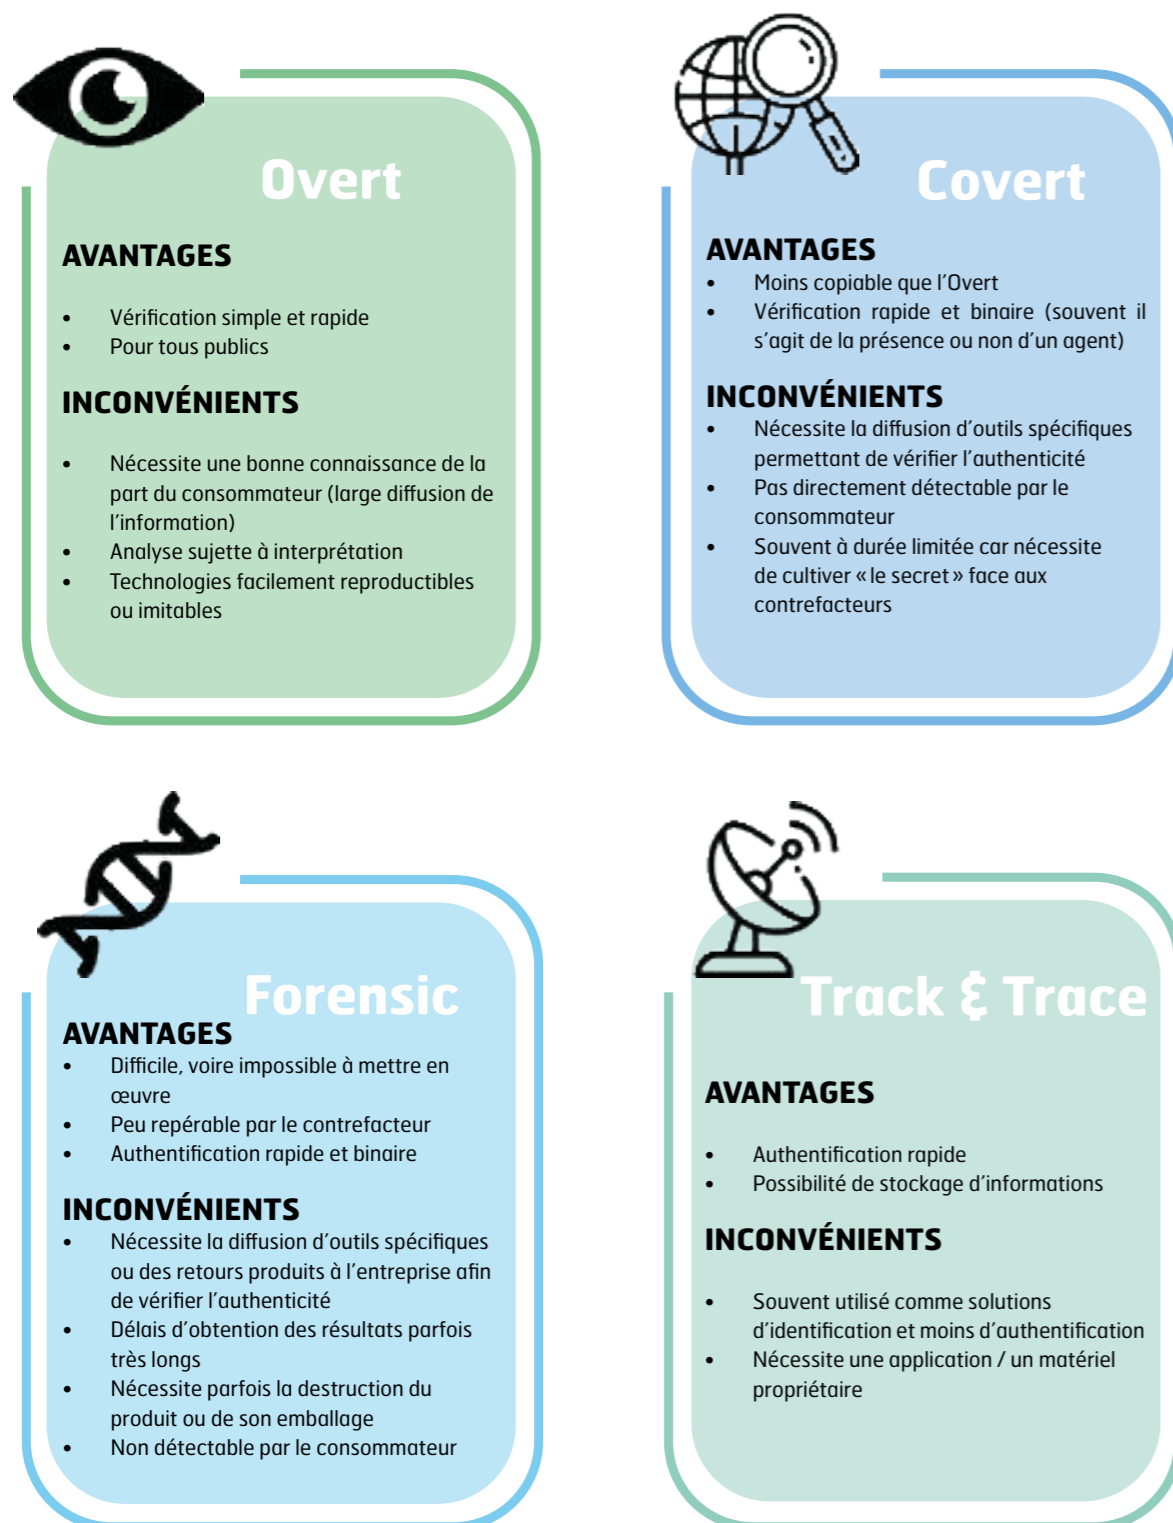 Overt
AVANTAGES
• Vérification simple et rapide
• Pour tous publics
INCONVÉNIENTS
• Nécessite une bonne connaissance de la
part du consommateur (large diffusion de
l’information)
• Analyse sujette à interprétation
• Technologies facilement reproductibles
ou imitables
Covert
AVANTAGES
• Moins copiable que l’Overt
• Vérification rapide et binaire (souvent il
s’agit de la présence ou non d’un agent)
INCONVÉNIENTS
• Nécessite la diffusion d’outils spécifiques
permettant de vérifier l’authenticité
• Pas directement détectable par le
consommateur
• Souvent à durée limitée car nécessite
de cultiver « le secret » face aux
contrefacteurs
Forensic
AVANTAGES
• Difficile, voire impossible à mettre en
œuvre
• Peu repérable par le contrefacteur
• Authentification rapide et binaire
INCONVÉNIENTS
• Nécessite la diffusion d’outils spécifiques
ou des retours produits à l’entreprise afin
de vérifier l’authenticité
• Délais d’obtention des résultats parfois
très longs
• Nécessite parfois la destruction du
produit ou de son emballage
• Non détectable par le consommateur
Track & Trace
AVANTAGES
• Authentification rapide
• Possibilité de stockage d’informations
INCONVÉNIENTS
• Souvent utilisé comme solutions
d’identification et moins d’authentification
• Nécessite une application / un matériel
propriétaire